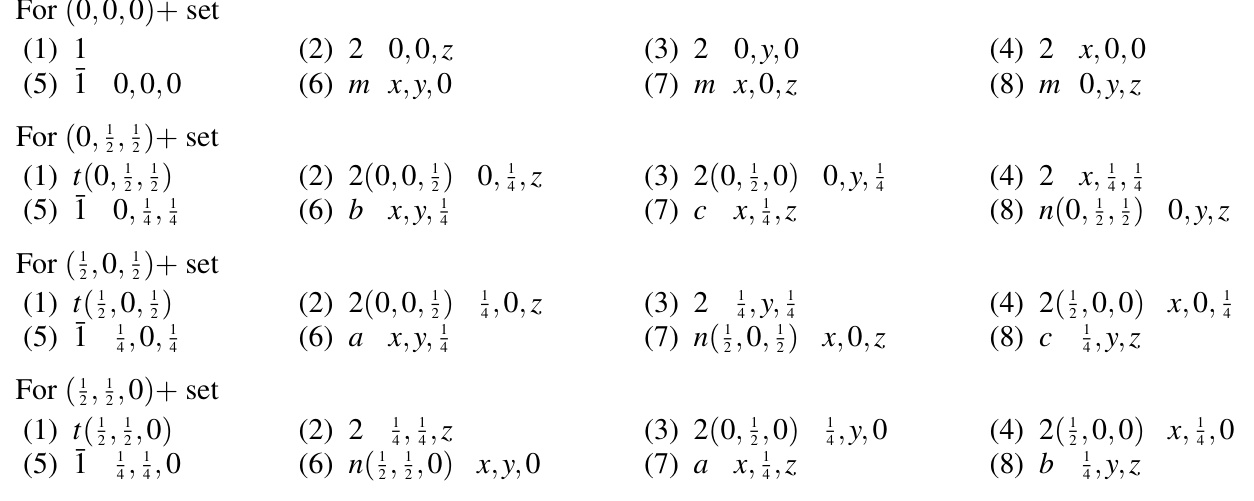 For (0,0,0)+ set
(1) 1 (2) 2 0,0,z (3) 2 0,y,0 (4) 2 x,0,0
(5) 1̄ 0,0,0 (6) m x,y,0 (7) m x,0,z (8) m 0,y,z
For (0,½,½)+ set
(1) t(0,½,½) (2) 2(0,0,½) 0,¼,z (3) 2(0,½,0) 0,y,¼ (4) 2 x,¼,¼
(5) 1̄ 0,¼,¼ (6) b x,y,¼ (7) c x,¼,z (8) n(0,½,½) 0,y,z
For (½,0,½)+ set
(1) t(½,0,½) (2) 2(0,0,½) ¼,0,z (3) 2 ¼,y,¼ (4) 2(½,0,0) x,0,¼
(5) 1̄ ¼,0,¼ (6) a x,y,¼ (7) n(½,0,½) x,0,z (8) c ¼,y,z
For (½,½,0)+ set
(1) t(½,½,0) (2) 2 ¼,¼,z (3) 2(0,½,0) ¼,y,0 (4) 2(½,0,0) x,¼,0
(5) 1̄ ¼,¼,0 (6) n(½,½,0) x,y,0 (7) a x,¼,z (8) b ¼,y,z